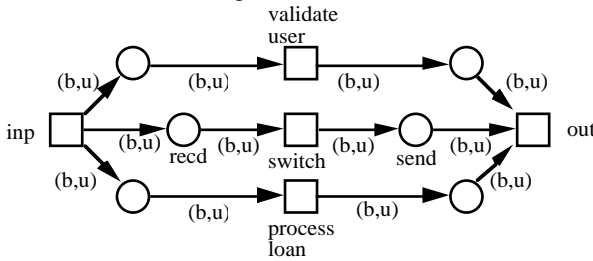 validate
user
(b,u) (b,u) (b,u) (b,u)
inp (b,u) recd (b,u) switch (b,u) send (b,u) out
(b,u) (b,u) (b,u) (b,u)
process
loan